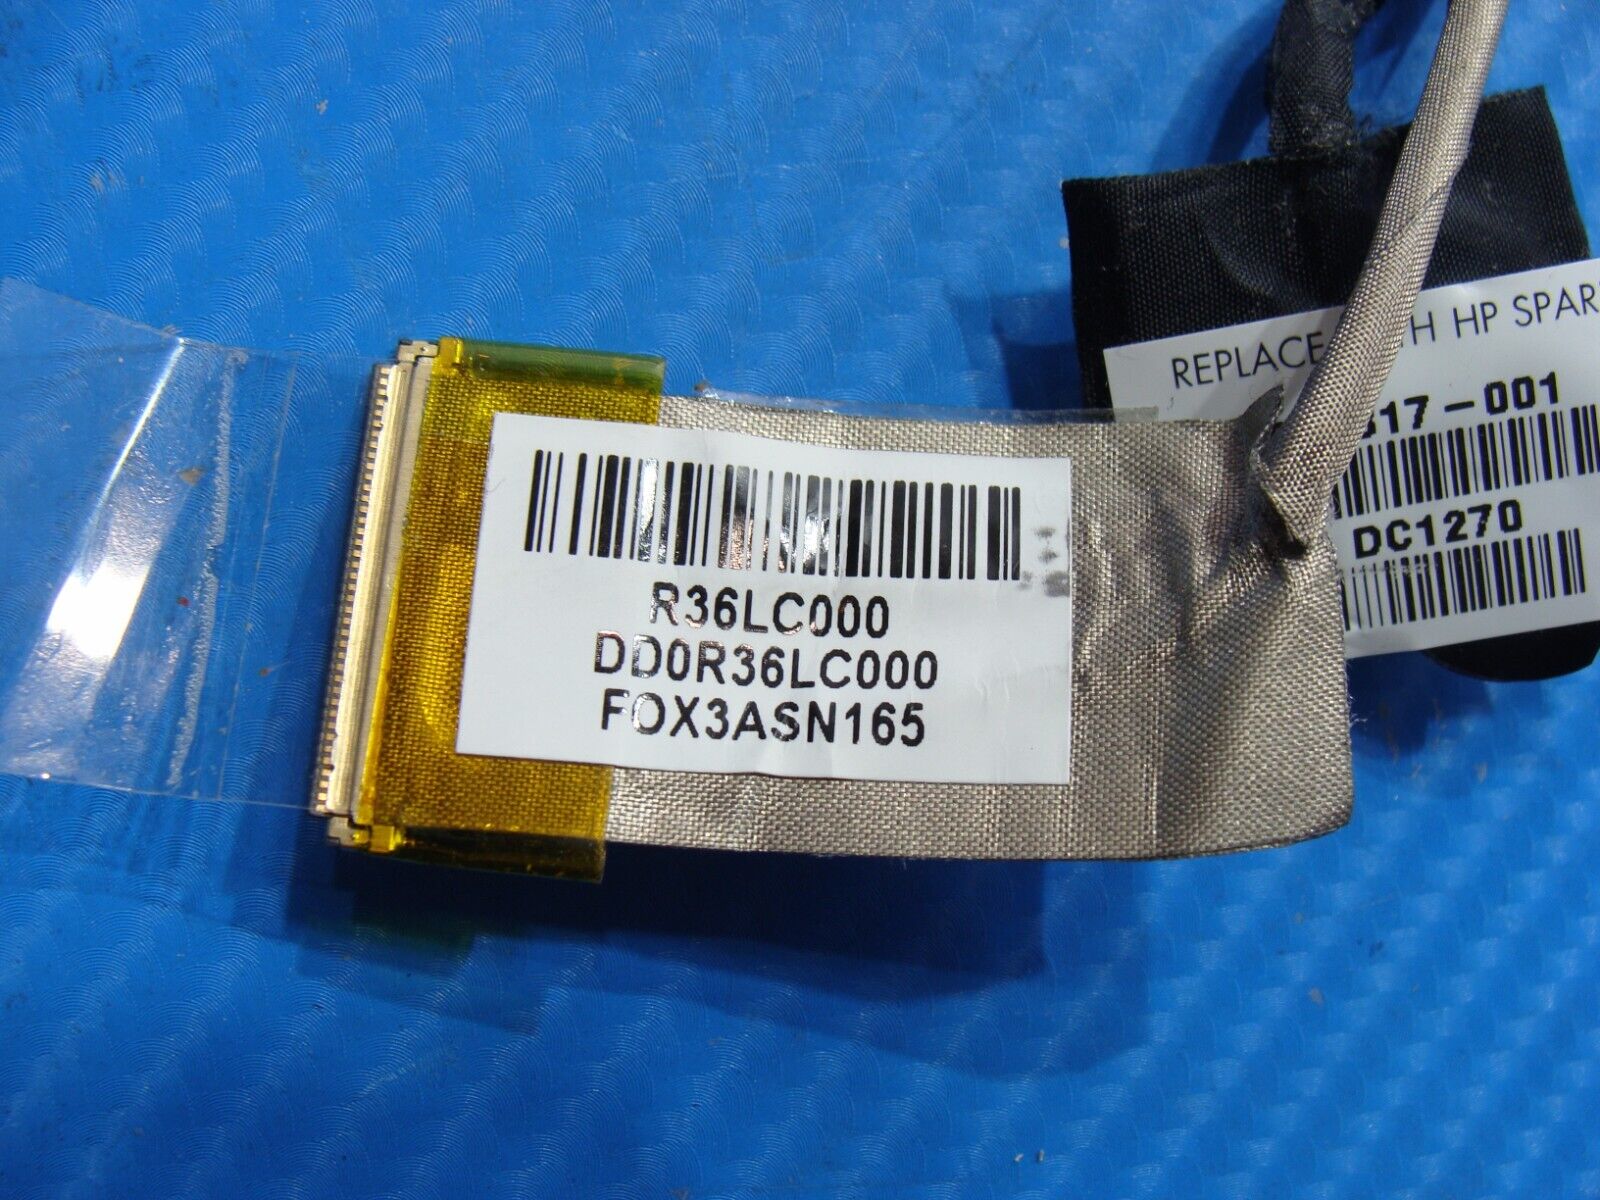 REPLACE H HP SPAR
17-001
DC1270
R36LC000
DD0R36LC000
FOX3ASN165